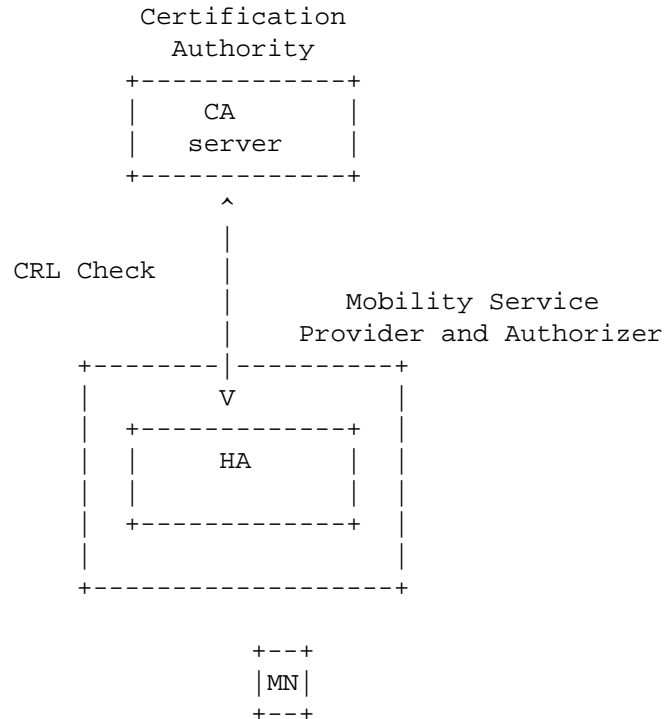 Certification
Authority
CA
server
CRL Check
Mobility Service
Provider and Authorizer
V
HA
MN